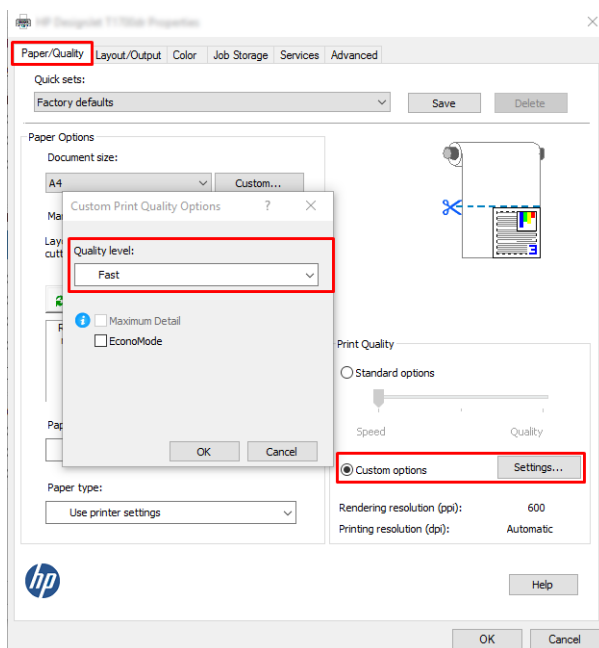 HP DesignJet T1700dr Properties
Paper/Quality Layout/Output Color Job Storage Services Advanced
Quick sets:
Factory defaults Save Delete
Paper Options
Document size:
A4 Custom...
Custom Print Quality Options ? ×
Quality level:
Fast
Maximum Detail
EconoMode
OK Cancel
Print Quality
Standard options
Speed Quality
Custom options Settings...
Paper type:
Use printer settings
Rendering resolution (ppi): 600
Printing resolution (dpi): Automatic
hp
Help
OK Cancel